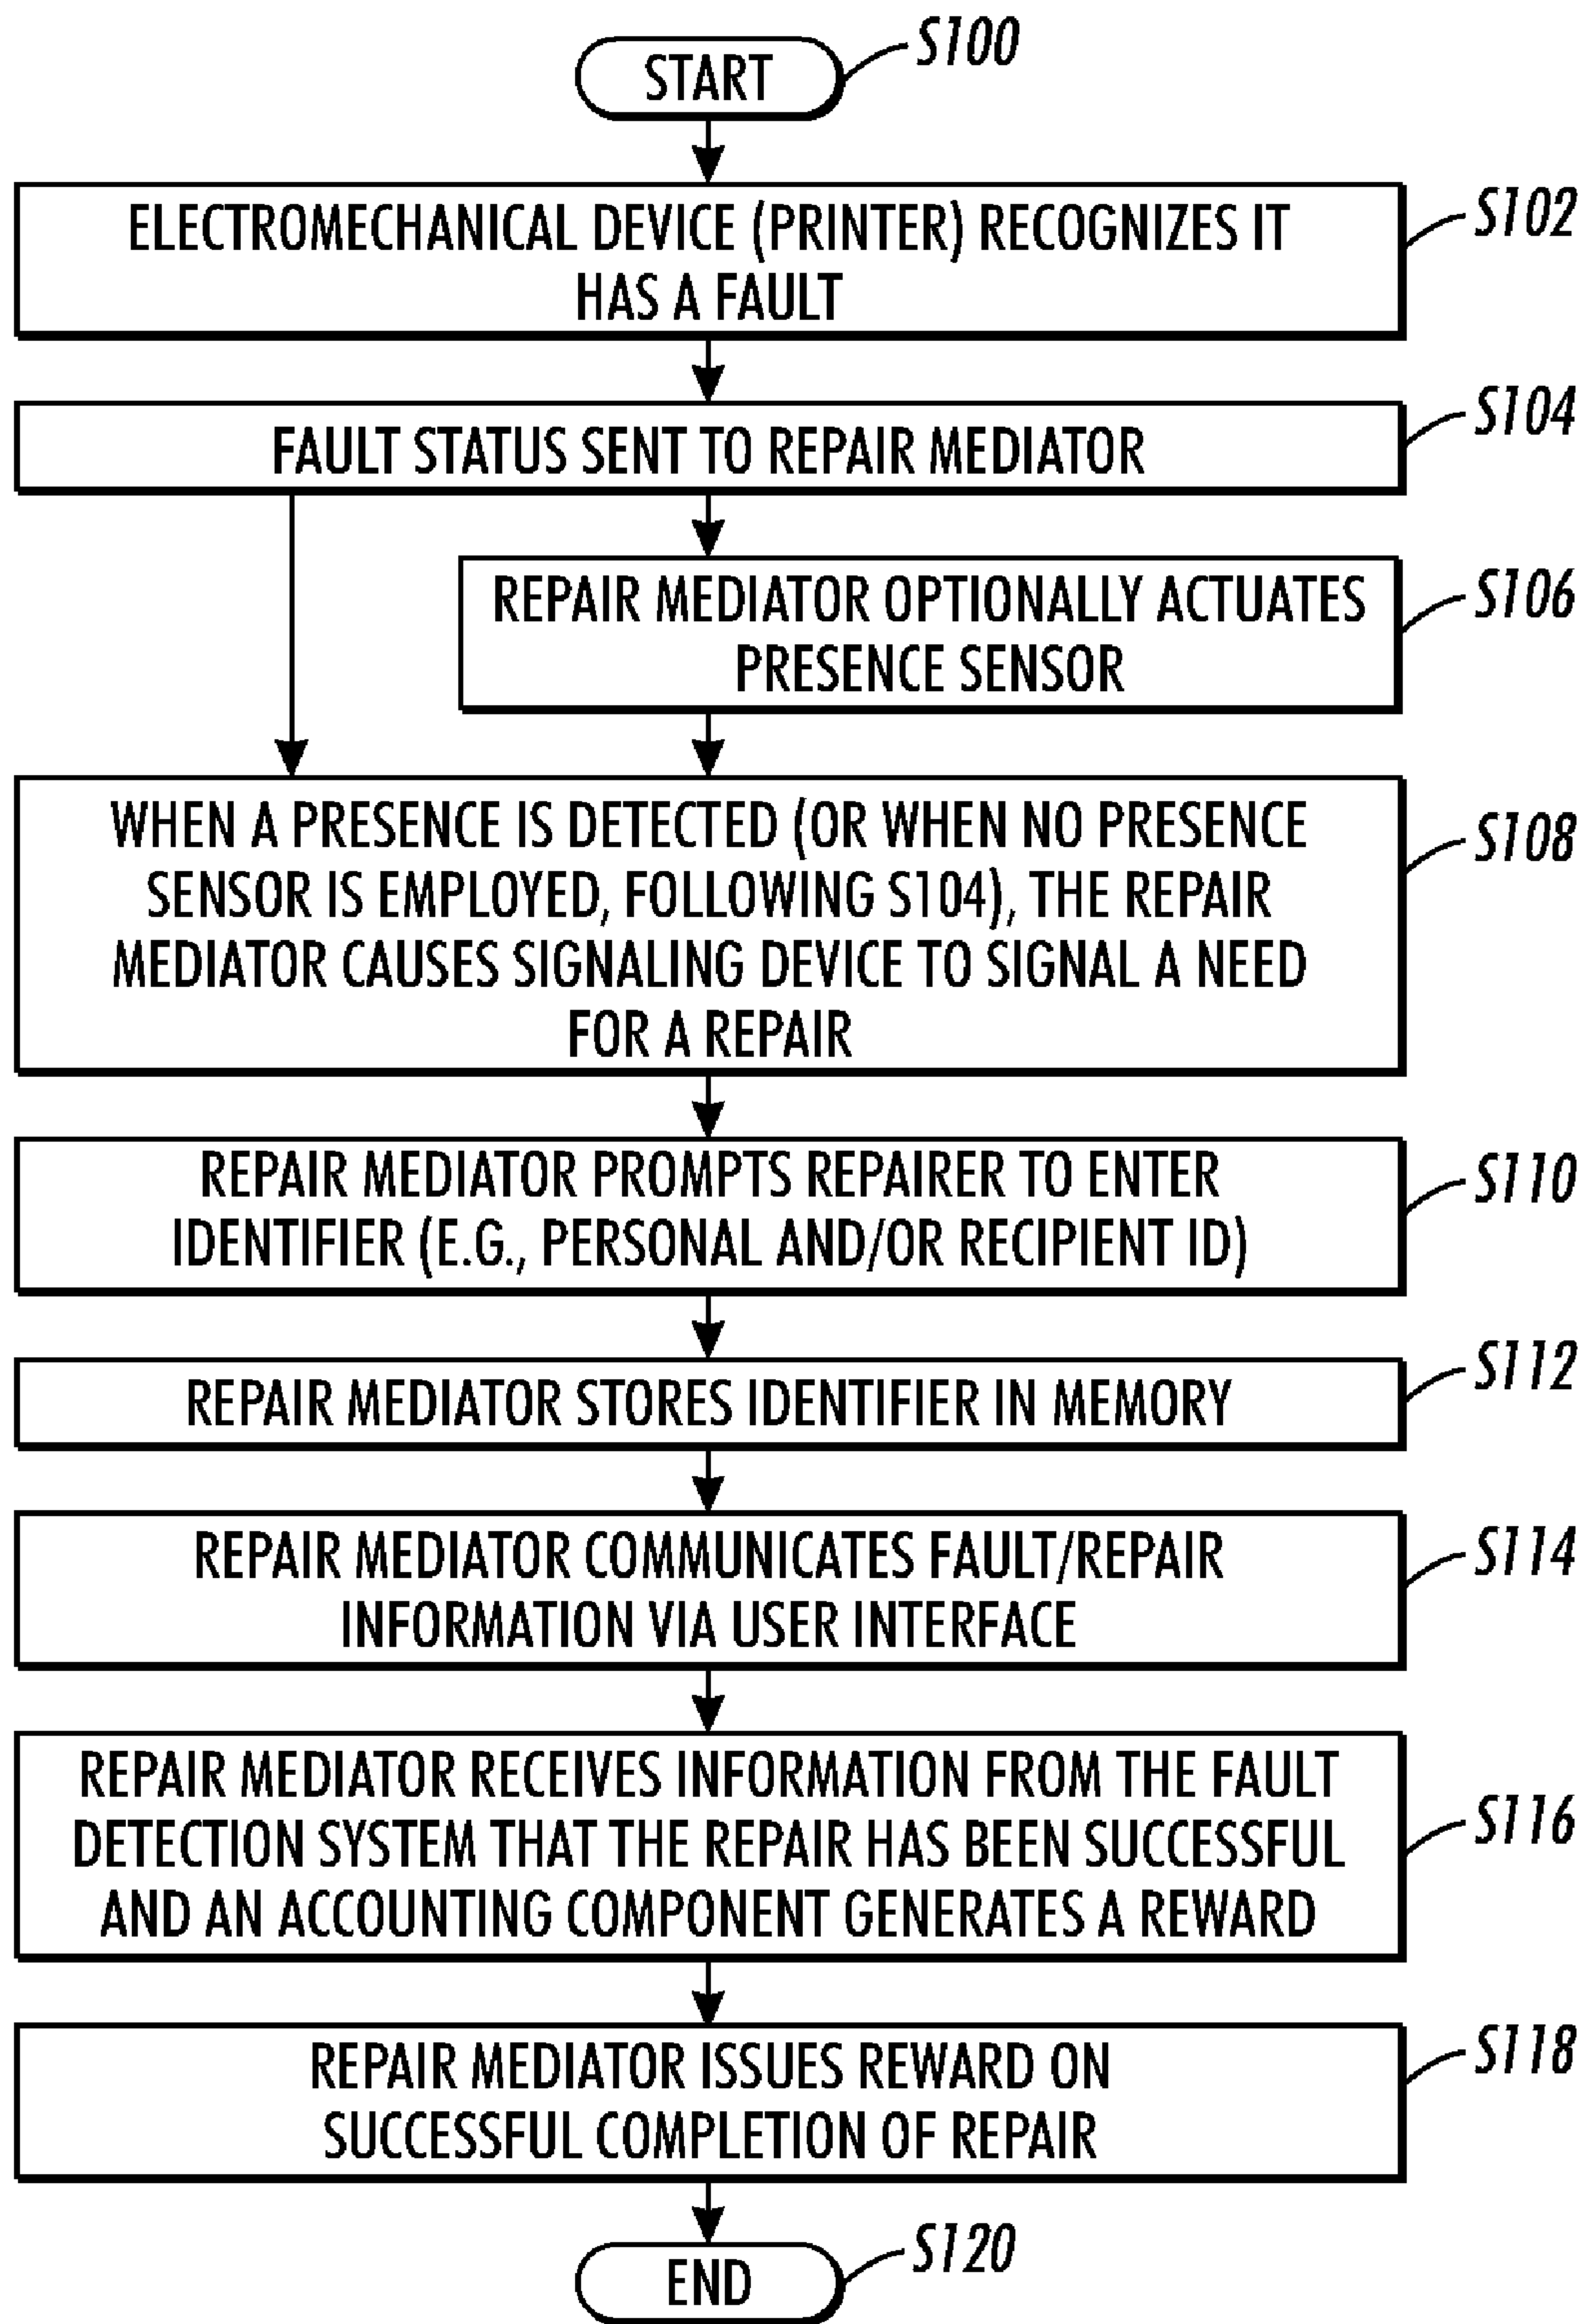 START
S100
ELECTROMECHANICAL DEVICE (PRINTER) RECOGNIZES IT
HAS A FAULT
S102
FAULT STATUS SENT TO REPAIR MEDIATOR
S104
REPAIR MEDIATOR OPTIONALLY ACTUATES
PRESENCE SENSOR
S106
WHEN A PRESENCE IS DETECTED (OR WHEN NO PRESENCE
SENSOR IS EMPLOYED, FOLLOWING S104), THE REPAIR
MEDIATOR CAUSES SIGNALING DEVICE TO SIGNAL A NEED
FOR A REPAIR
S108
REPAIR MEDIATOR PROMPTS REPAIRER TO ENTER
IDENTIFIER (E.G., PERSONAL AND/OR RECIPIENT ID)
S110
REPAIR MEDIATOR STORES IDENTIFIER IN MEMORY
S112
REPAIR MEDIATOR COMMUNICATES FAULT/REPAIR
INFORMATION VIA USER INTERFACE
S114
REPAIR MEDIATOR RECEIVES INFORMATION FROM THE FAULT
DETECTION SYSTEM THAT THE REPAIR HAS BEEN SUCCESSFUL
AND AN ACCOUNTING COMPONENT GENERATES A REWARD
S116
REPAIR MEDIATOR ISSUES REWARD ON
SUCCESSFUL COMPLETION OF REPAIR
S118
END
S120